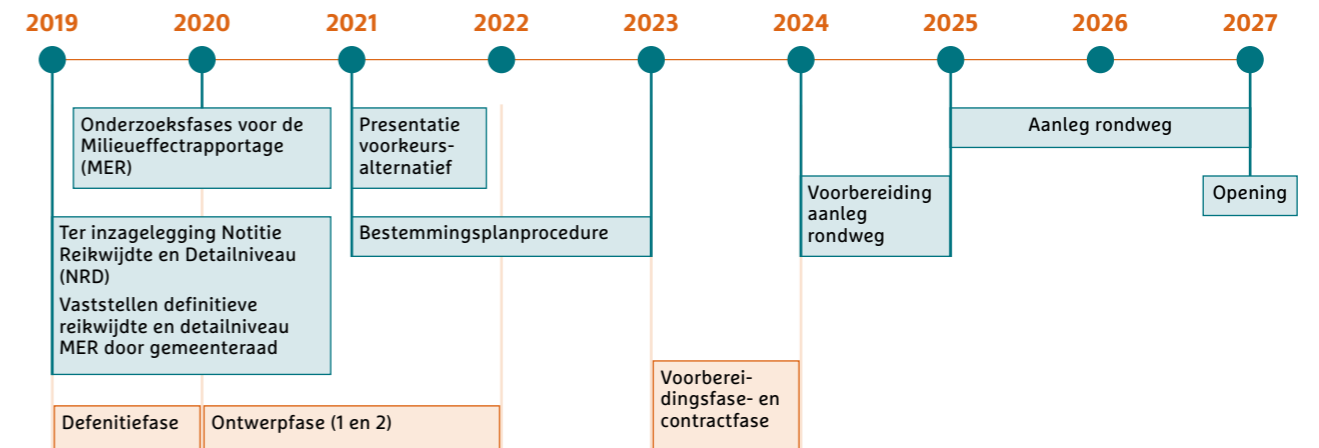 2019 2020 2021 2022 2023 2024 2025 2026 2027
Onderzoeksfases voor de
Milieueffectrapportage
(MER)
Presentatie
voorkeurs-
alternatief
Aanleg rondweg
Voorbereiding
aanleg
rondweg
Opening
Ter inzagelegging Notitie
Reikwijdte en Detailniveau
(NRD)
Vaststellen definitieve
reikwijdte en detailniveau
MER door gemeenteraad
Bestemmingsplanprocedure
Voorberei-
dingsfase- en
contractfase
Defenitiefase
Ontwerpfase (1 en 2)